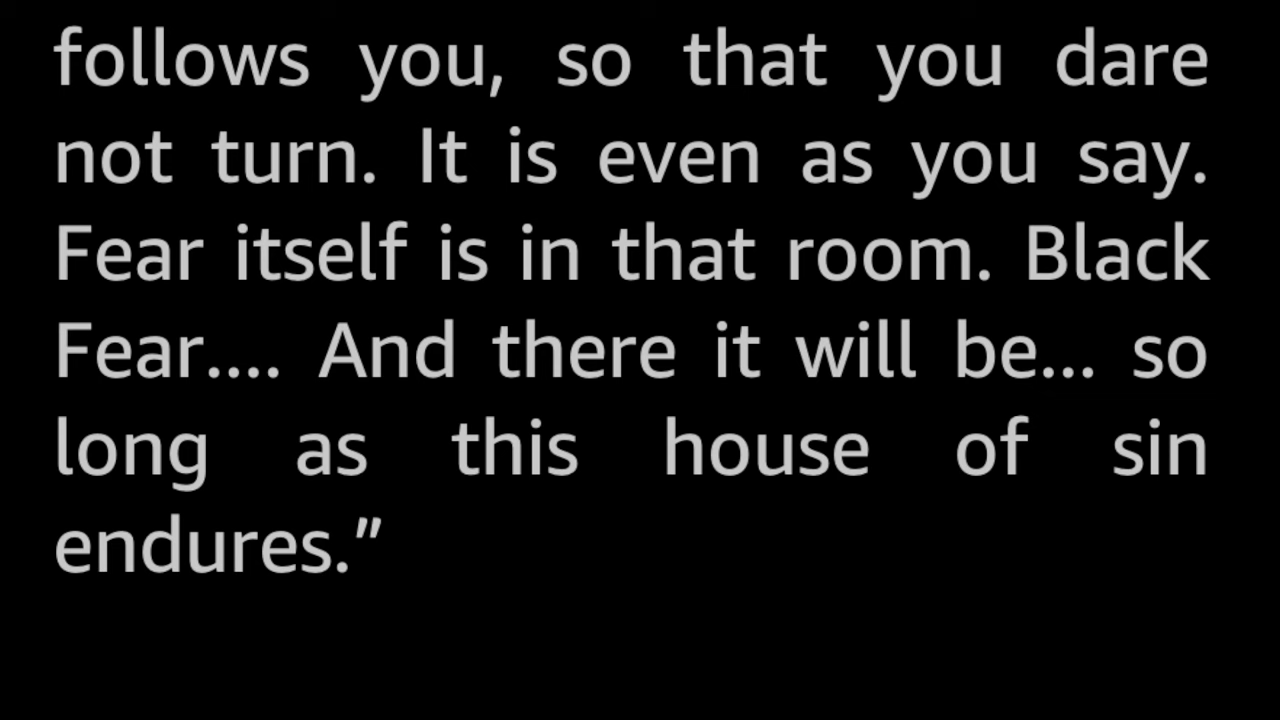 follows you, so that you dare
not turn. It is even as you say.
Fear itself is in that room. Black
Fear.... And there it will be... so
long as this house of sin
endures.”